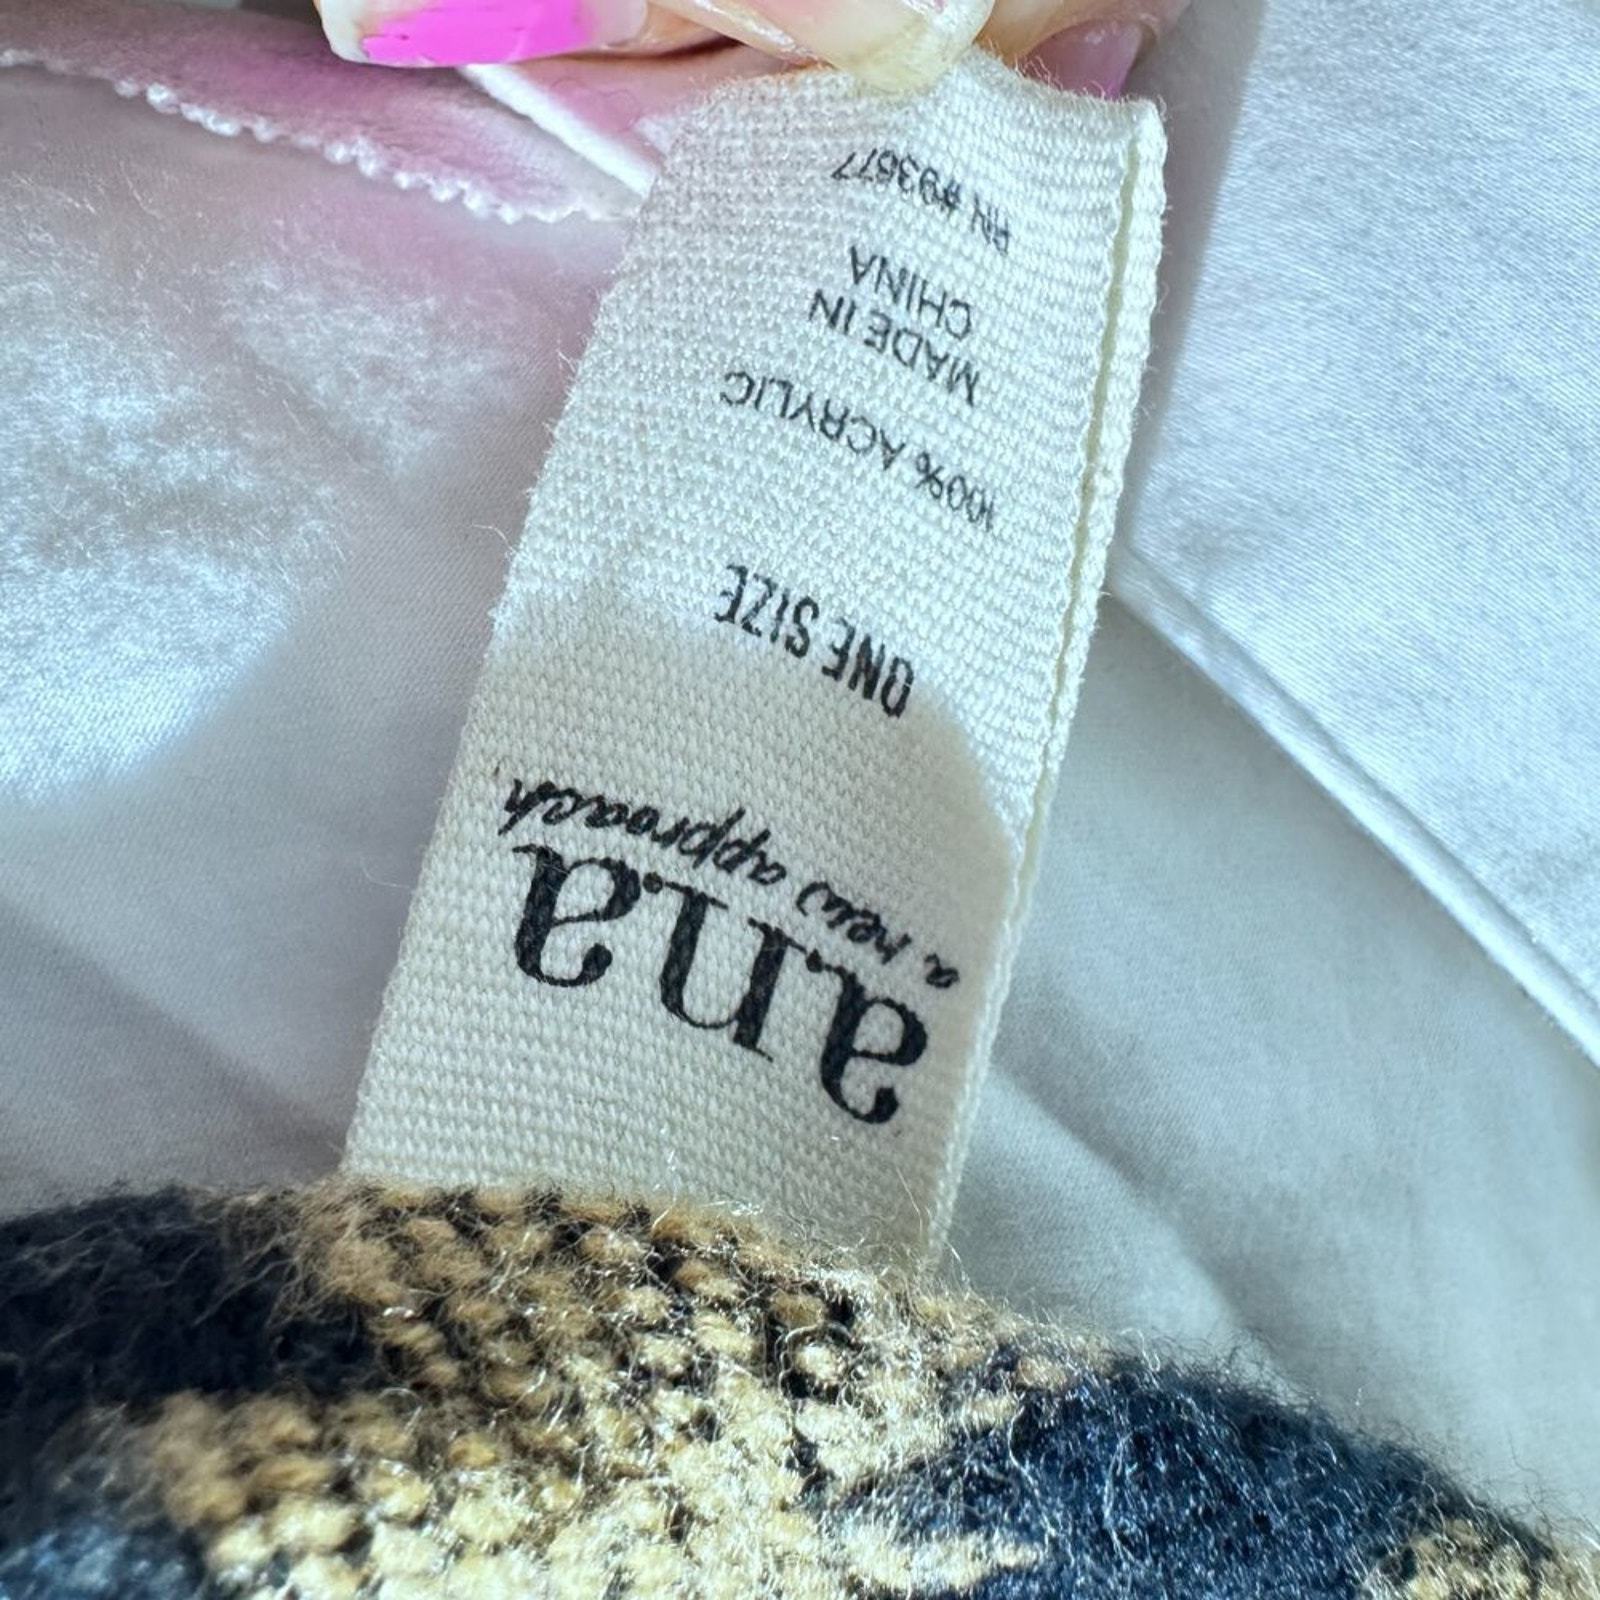 a.n.a
a new approach
ONE SIZE
100% ACRYLIC
MADE IN
CHINA
RN #93677